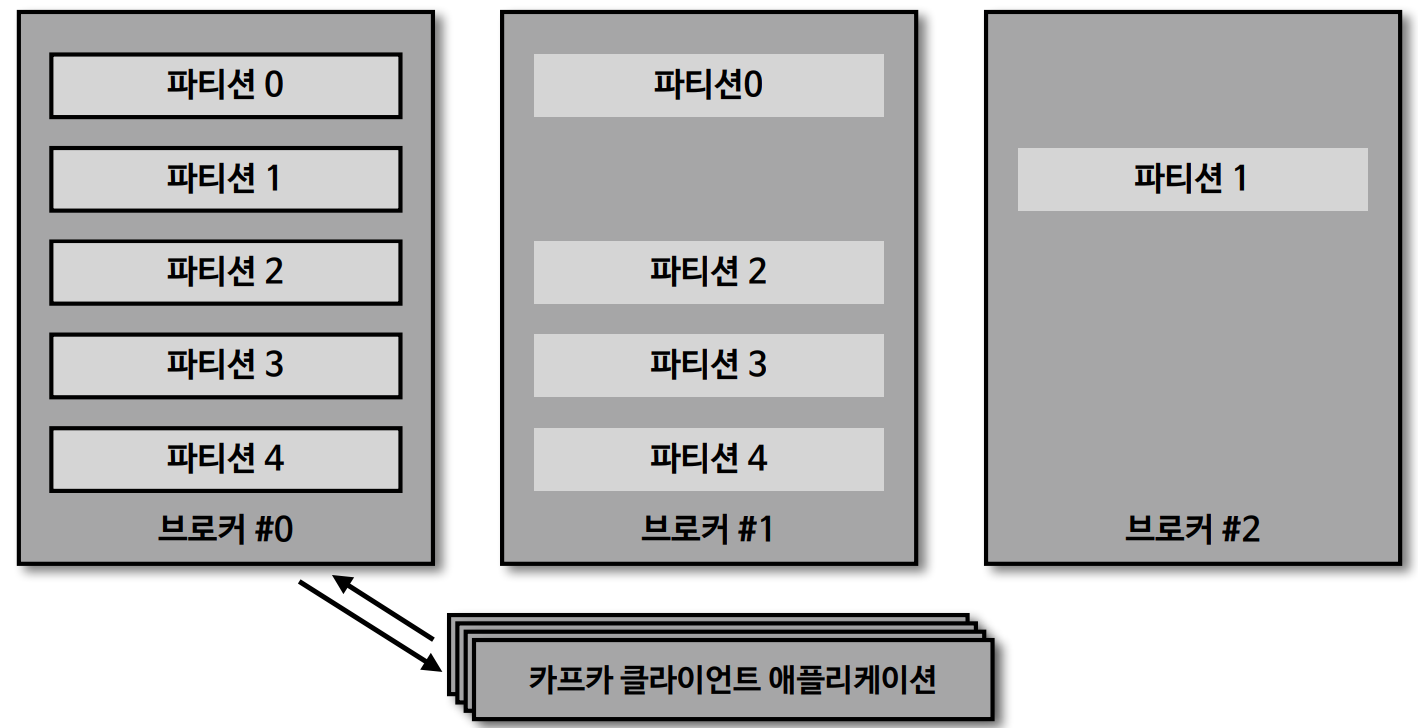 파티션 0
파티션 1
파티션 2
파티션 3
파티션 4
브로커 #0
파티션0
파티션 2
파티션 3
파티션 4
브로커 #1
파티션 1
브로커 #2
카프카 클라이언트 애플리케이션